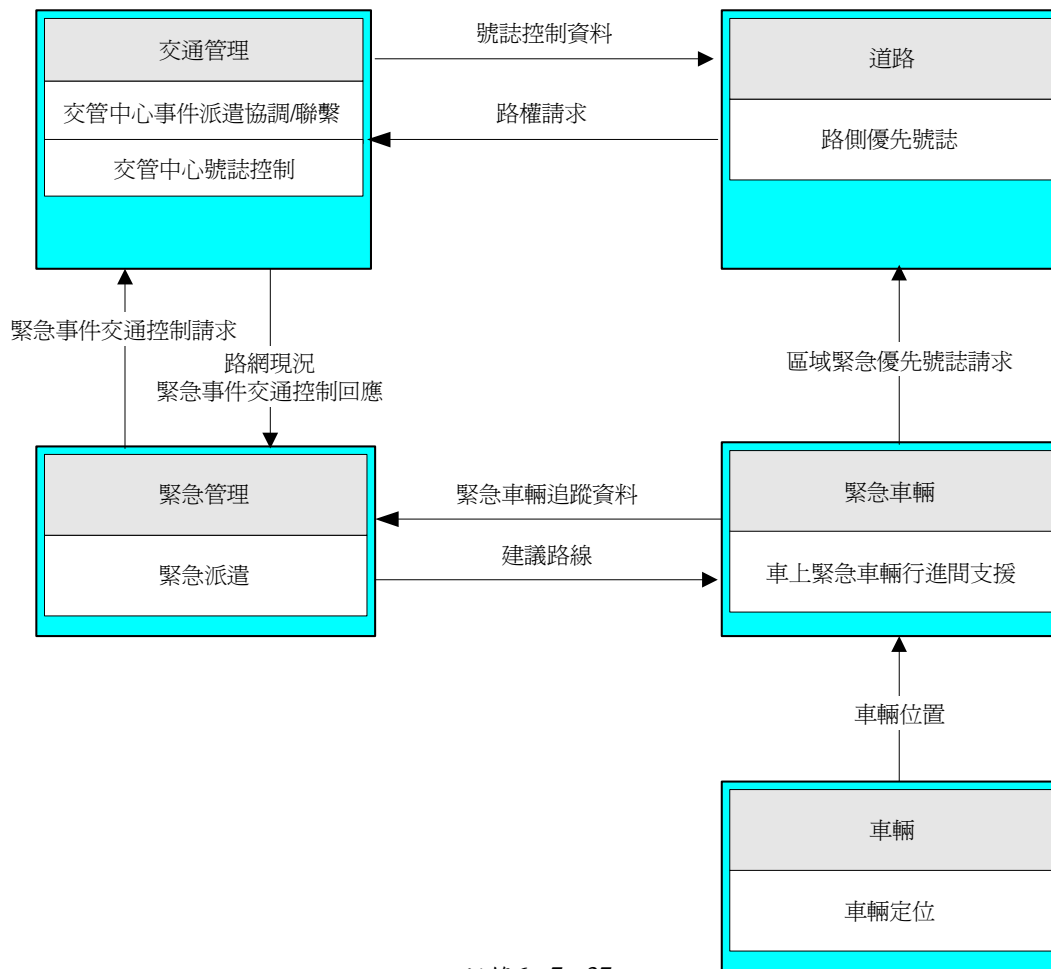 交通管理
交管中心事件派遣協調/聯繫
交管中心號誌控制
號誌控制資料
路權請求
道路
路側優先號誌
緊急事件交通控制請求
路網現況
緊急事件交通控制回應
區域緊急優先號誌請求
緊急管理
緊急派遣
緊急車輛追蹤資料
建議路線
緊急車輛
車上緊急車輛行進間支援
車輛位置
車輛
車輛定位